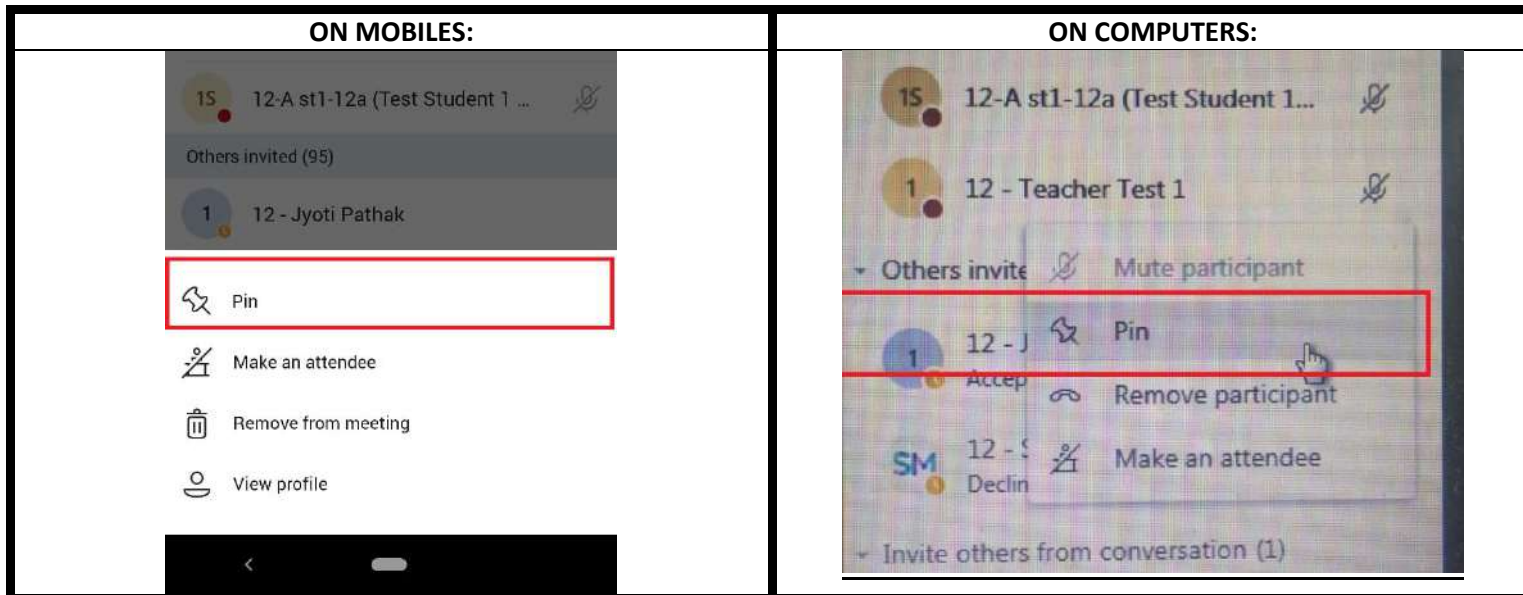 ON MOBILES:
1S 12-A st1-12a (Test Student 1 ...
Others invited (95)
1 12 - Jyoti Pathak
Pin
Make an attendee
Remove from meeting
View profile
ON COMPUTERS:
1S 12-A st1-12a (Test Student 1...
1 12 - Teacher Test 1
Others invite
Mute participant
1 12 - J
Pin
Accep
Remove participant
SM 12 - S
Make an attendee
Declin
Invite others from conversation (1)